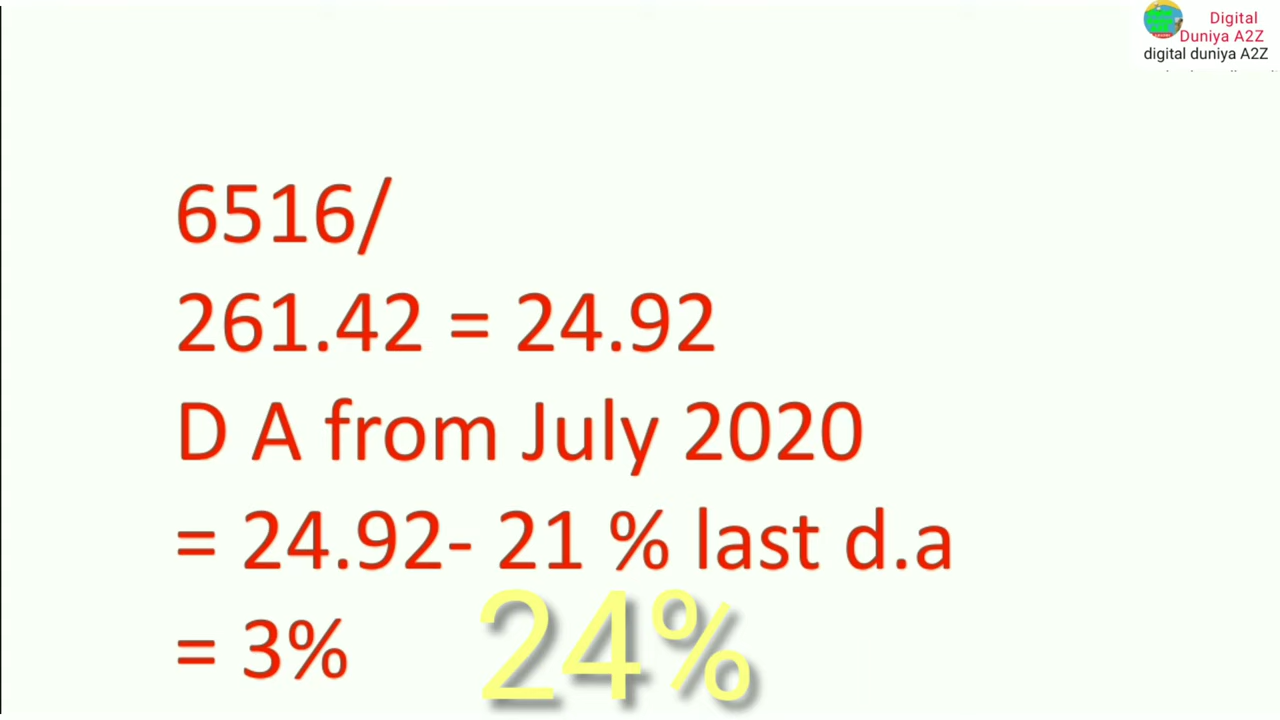 Digital
Duniya A2Z
digital duniya A2Z
6516/
261.42 = 24.92
D A from July 2020
= 24.92- 21 % last d.a
= 3%
24%